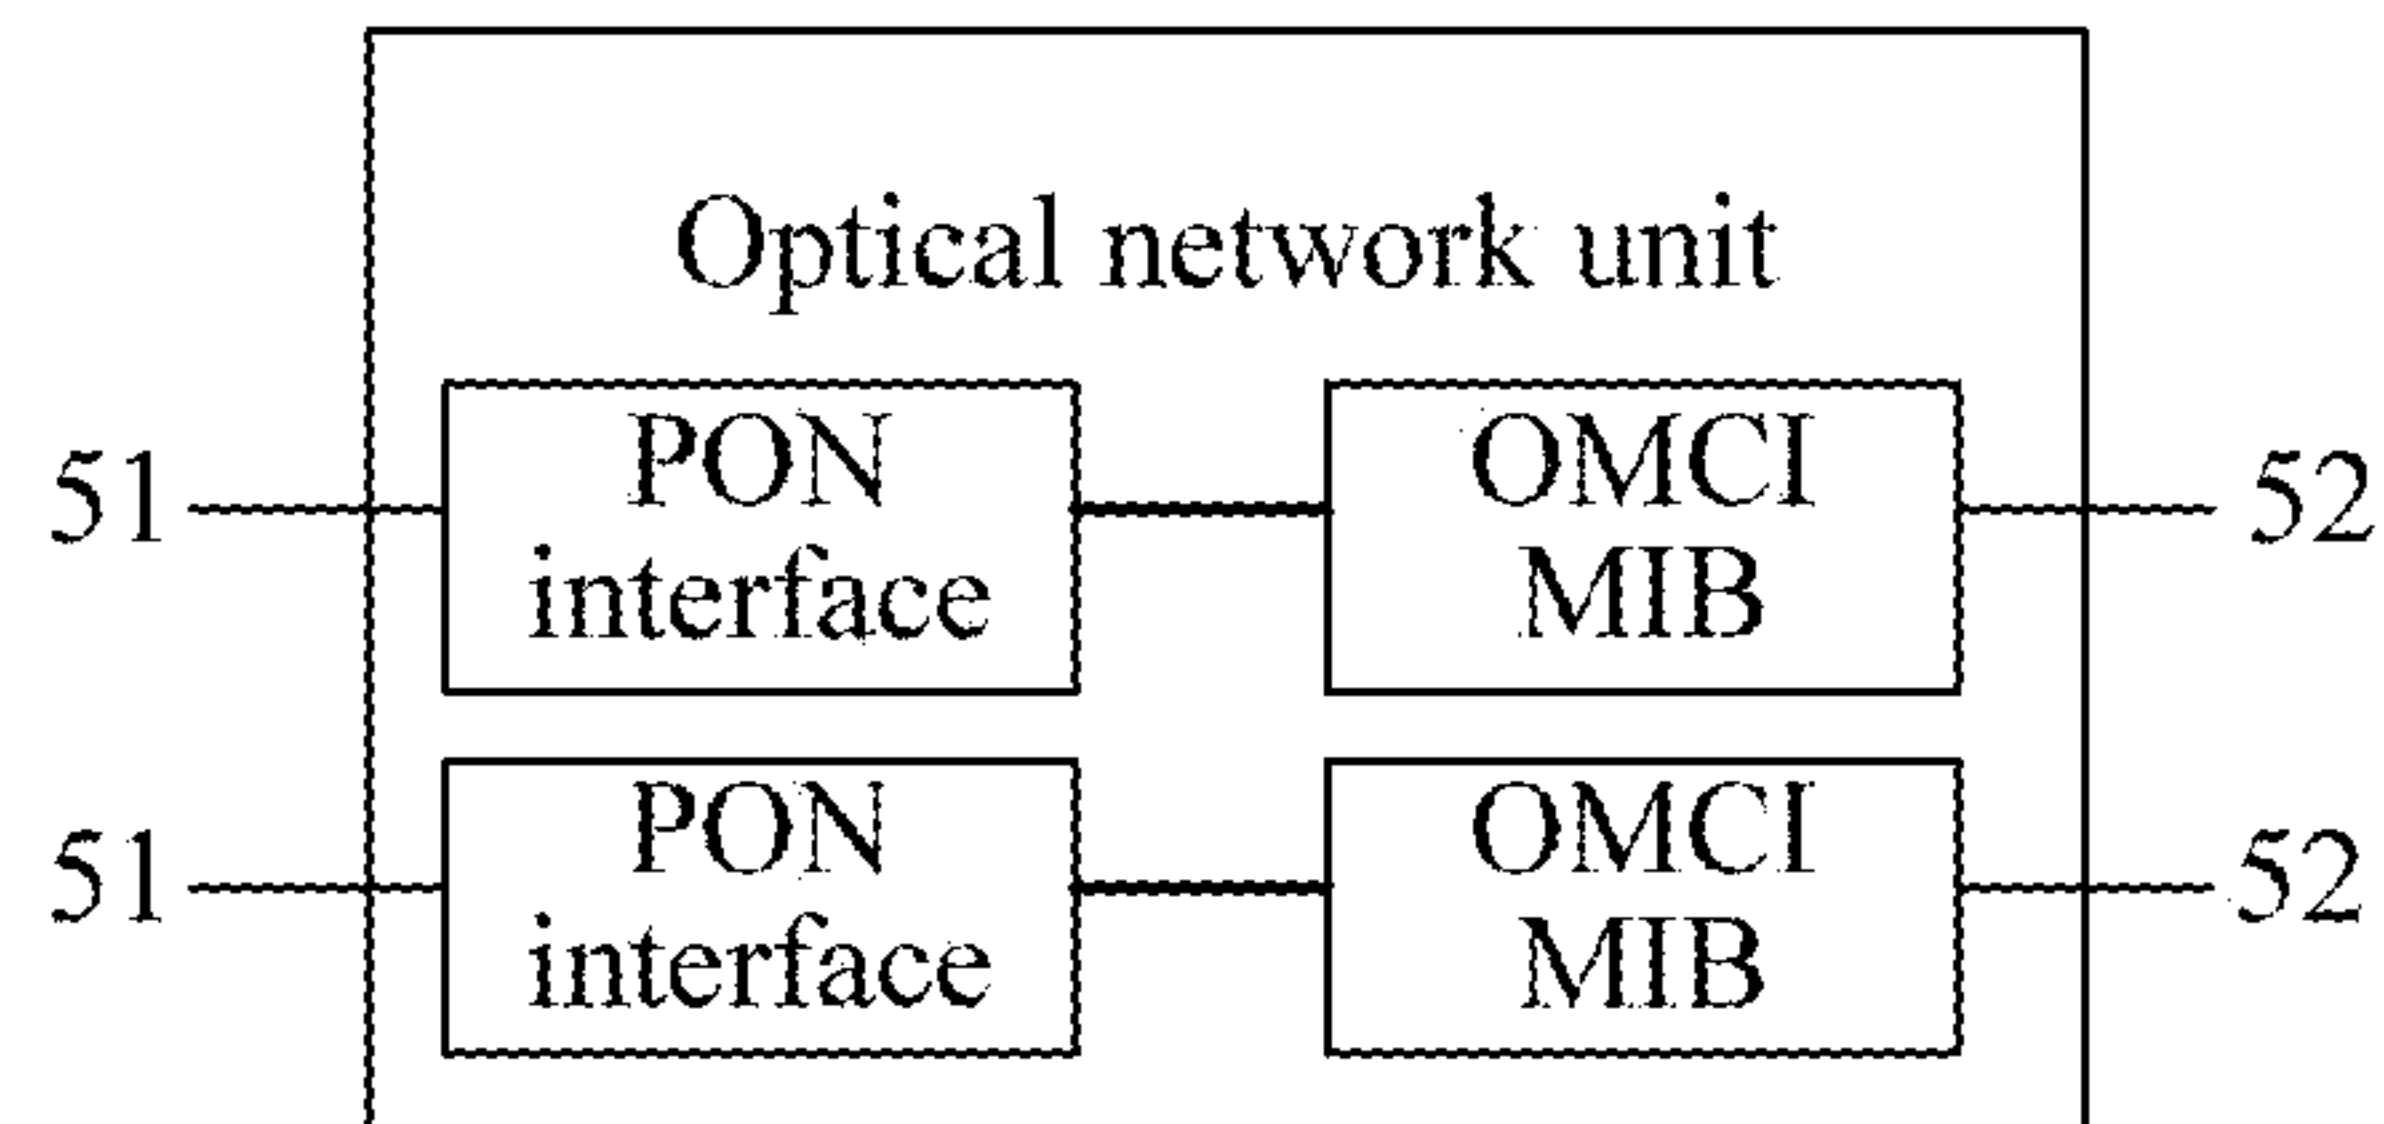 Optical network unit
51
PON
interface
OMCI
MIB
52
51
PON
interface
OMCI
MIB
52